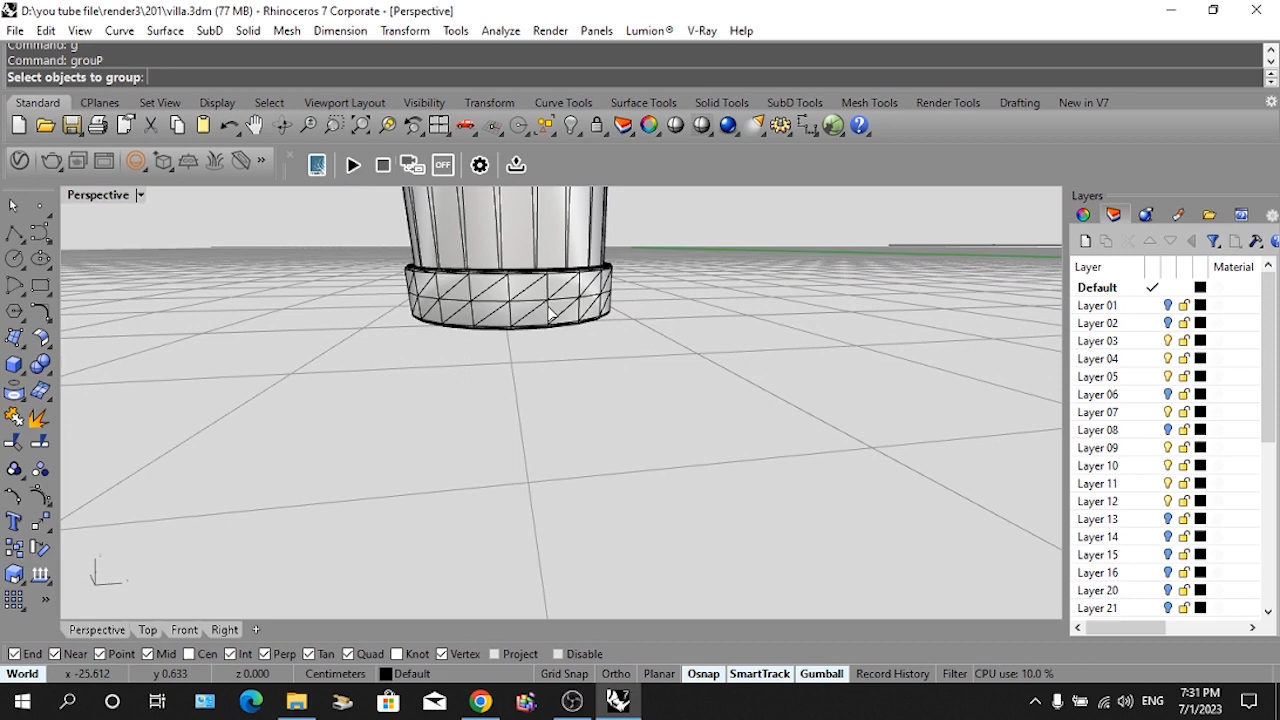 D:\you tube file\render3\201\villa.3dm (77 MB) - Rhinoceros 7 Corporate - [Perspective]
File Edit View Curve Surface SubD Solid Mesh Dimension Transform Tools Analyze Render Panels Lumion® V-Ray Help
Command: g
Command: grouP
Select objects to group:
Standard CPlanes Set View Display Select Viewport Layout Visibility Transform Curve Tools Surface Tools Solid Tools SubD Tools Mesh Tools Render Tools Drafting New in V7
OFF
Perspective
Layers
Layer Material
Default
Layer 01
Layer 02
Layer 03
Layer 04
Layer 05
Layer 06
Layer 07
Layer 08
Layer 09
Layer 10
Layer 11
Layer 12
Layer 13
Layer 14
Layer 15
Layer 16
Layer 20
Layer 21
Perspective Top Front Right
End Near Point Mid Cen Int Perp Tan Quad Knot Vertex Project Disable
World x -25.612 y 0.633 z 0.000 Centimeters Default Grid Snap Ortho Planar Osnap SmartTrack Gumball Record History Filter CPU use: 10.0 %
ENG 7:31 PM
7/1/2023